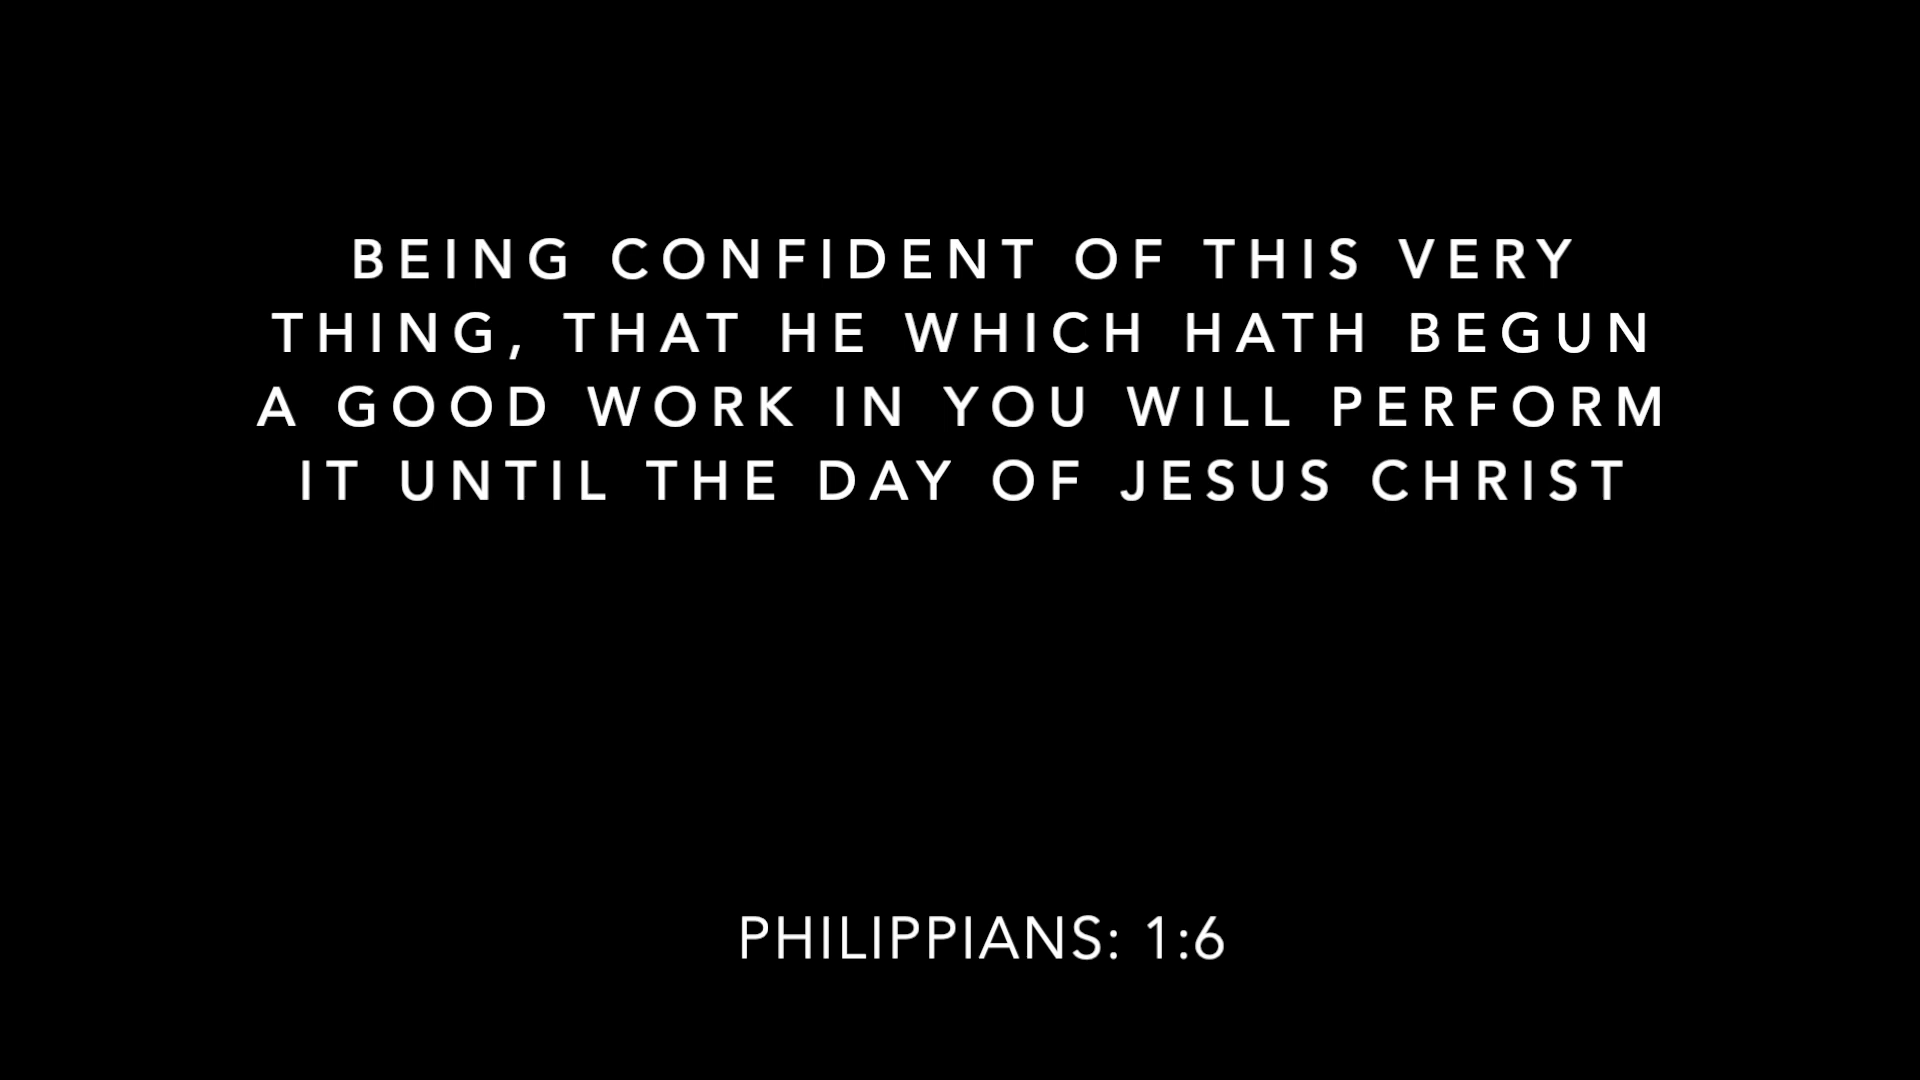 BEING CONFIDENT OF THIS VERY
THING, THAT HE WHICH HATH BEGUN
A GOOD WORK IN YOU WILL PERFORM
IT UNTIL THE DAY OF JESUS CHRIST
PHILIPPIANS: 1:6